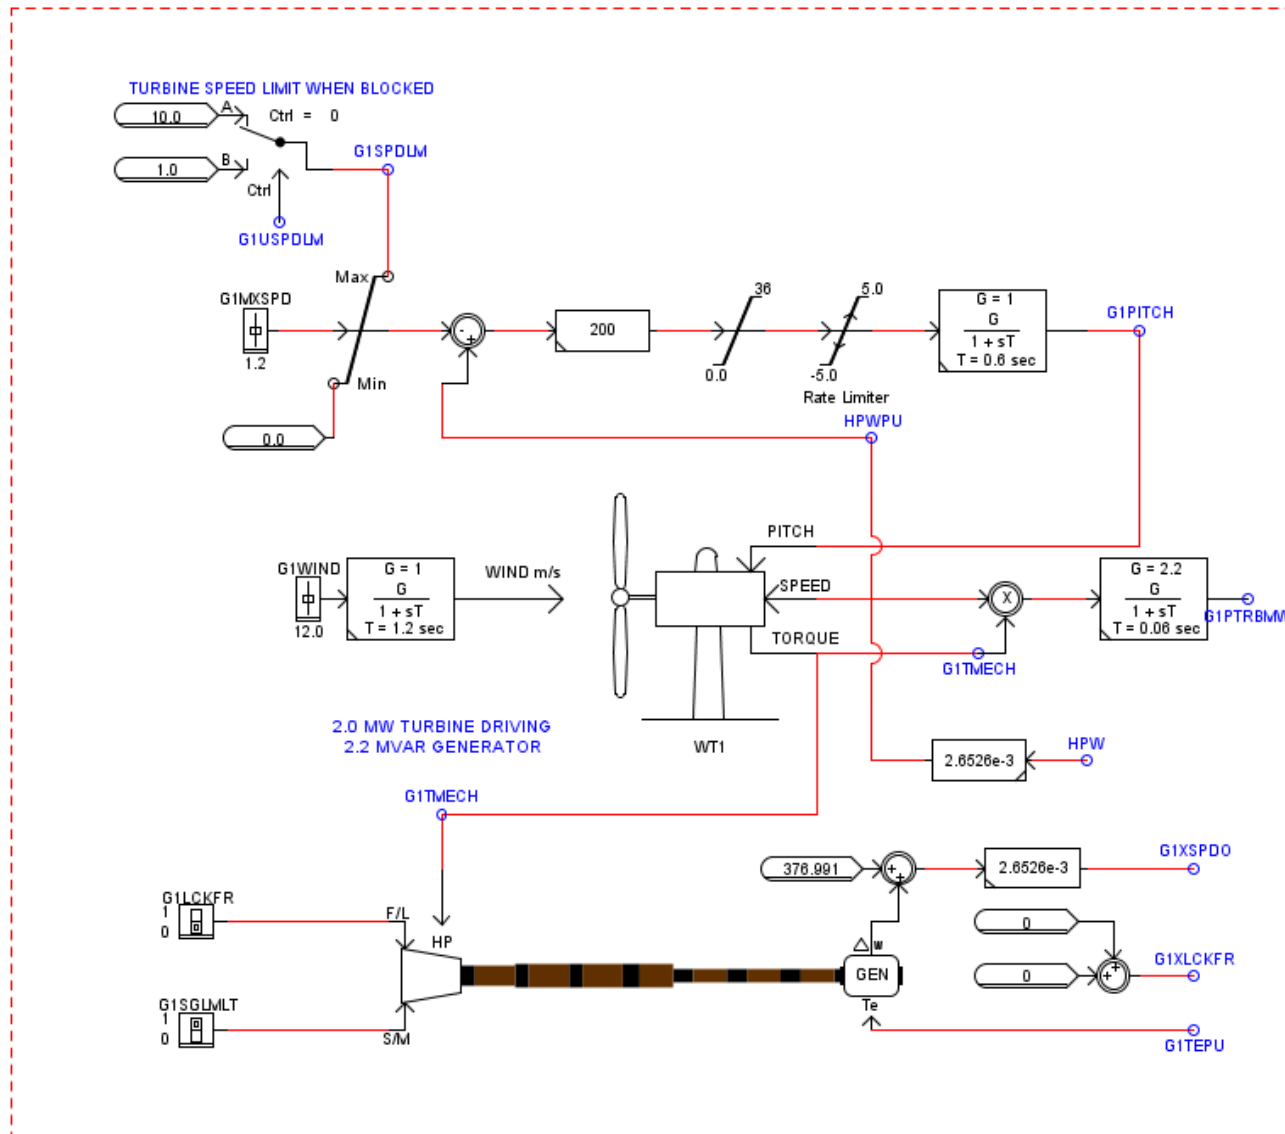 TURBINE SPEED LIMIT WHEN BLOCKED
10.0
A
Ctrl = 0
1.0
B
Ctrl
G1SPDLM
G1USPDLM
Max
G1MXSPD
1.2
Min
0.0
-
+
200
36
0.0
5.0
-5.0
Rate Limiter
G = 1
G
1 + sT
T = 0.6 sec
G1PITCH
HPWPU
G1WIND
12.0
G = 1
G
1 + sT
T = 1.2 sec
WIND m/s
PITCH
SPEED
TORQUE
WT1
X
G1TMECH
G = 2.2
G
1 + sT
T = 0.06 sec
G1PTRBMW
2.0 MW TURBINE DRIVING
2.2 MVAR GENERATOR
2.6526e-3
HPW
G1TMECH
376.991
+
+
2.6526e-3
G1XSPDO
G1LCKFR
1
0
F/L
HP
0
0
+
+
G1XLCKFR
Δ w
GEN
Te
G1SGLMLT
1
0
S/M
G1TEPU